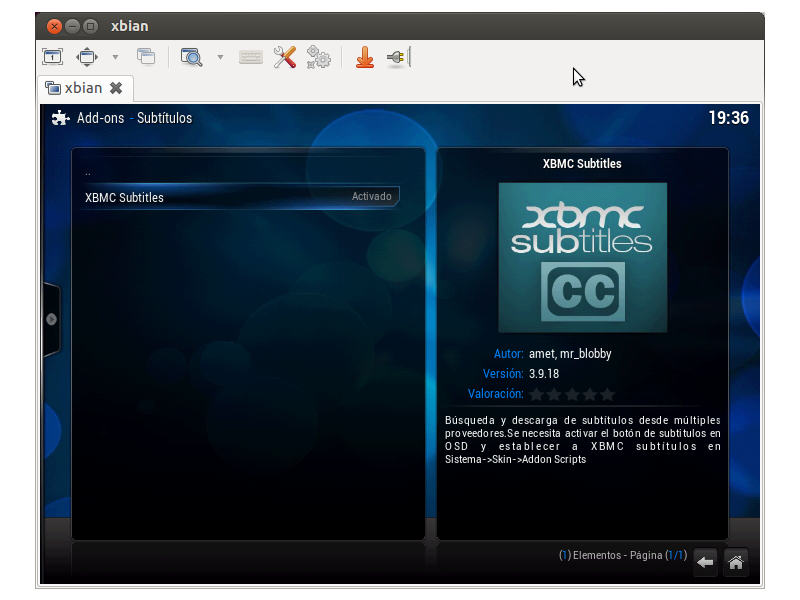 xbian
xbian
Add-ons - Subtítulos
19:36
..
XBMC Subtitles
Activado
XBMC Subtitles
xbmc
subtitles
CC
Autor: amet, mr_blobby
Versión: 3.9.18
Valoración:
Búsqueda y descarga de subtítulos desde múltiples
proveedores.Se necesita activar el botón de subtitulos en
OSD y establecer a XBMC subtítulos en
Sistema->Skin->Addon Scripts
(1) Elementos - Página (1/1)